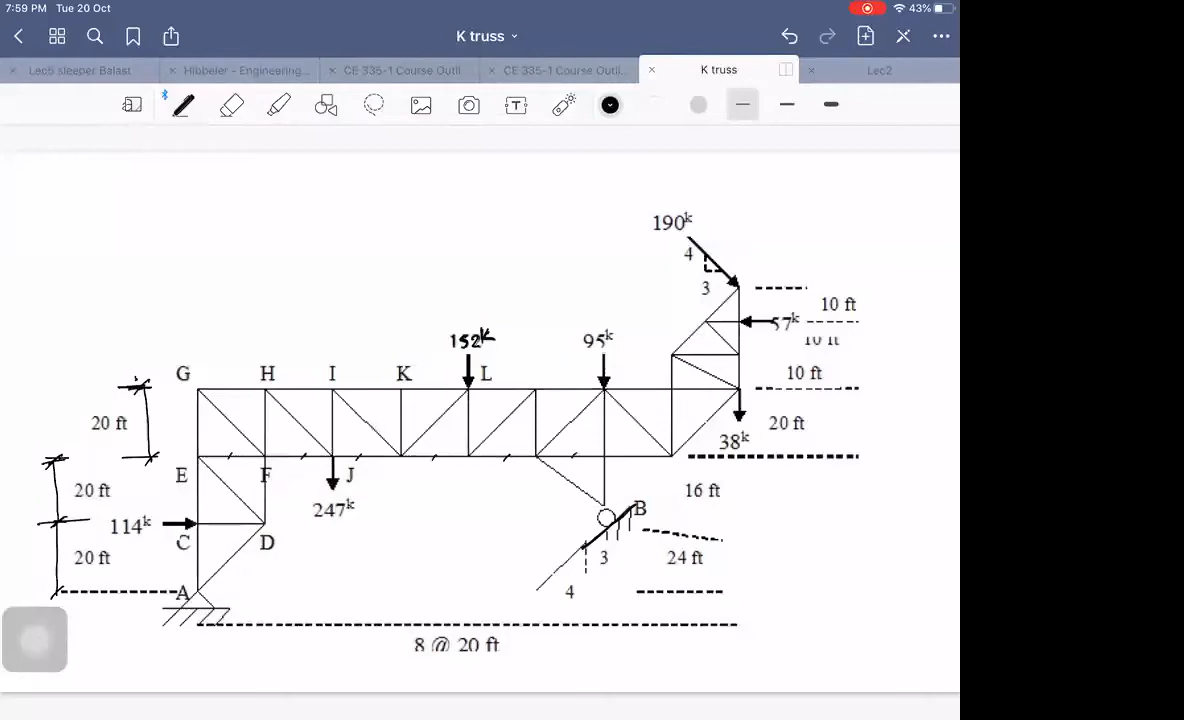 7:59 PM Tue 20 Oct
43%
K truss
Lec5 sleeper Balast
Hibbeler - Engineering...
CE 335-1 Course Outli
CE 335-1 Course Outli...
K truss
Lec2
190k
4
3
10 ft
57k
10 ft
152k
95k
G
H
I
K
L
10 ft
20 ft
20 ft
38k
E
F
J
20 ft
16 ft
247k
B
114k
C
D
20 ft
3
24 ft
A
4
8 @ 20 ft